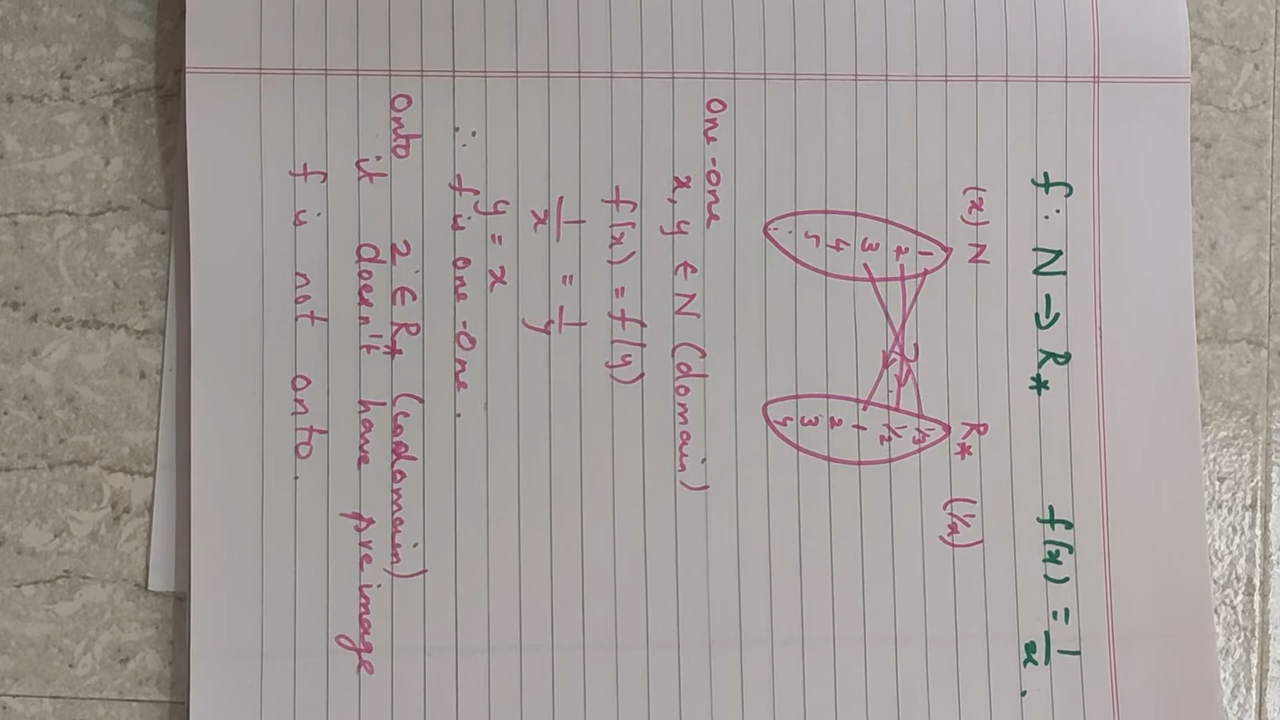 f : N → R* f(x) = 1/x .
(x) N R* (1/x)
1 1/3
2 1/2
3 1
4 2
5 3
: 4
One-one
x, y ∈ N (domain)
f(x) = f(y)
1/x = 1/y
y = x
∴ f is one-one.
Onto 2 ∈ R* (codomain)
it doesn't have pre image
f is not onto.